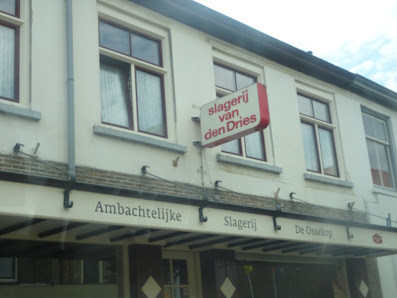 slagerij
van
den Dries
Ambachtelijke Slagerij De Ossekop